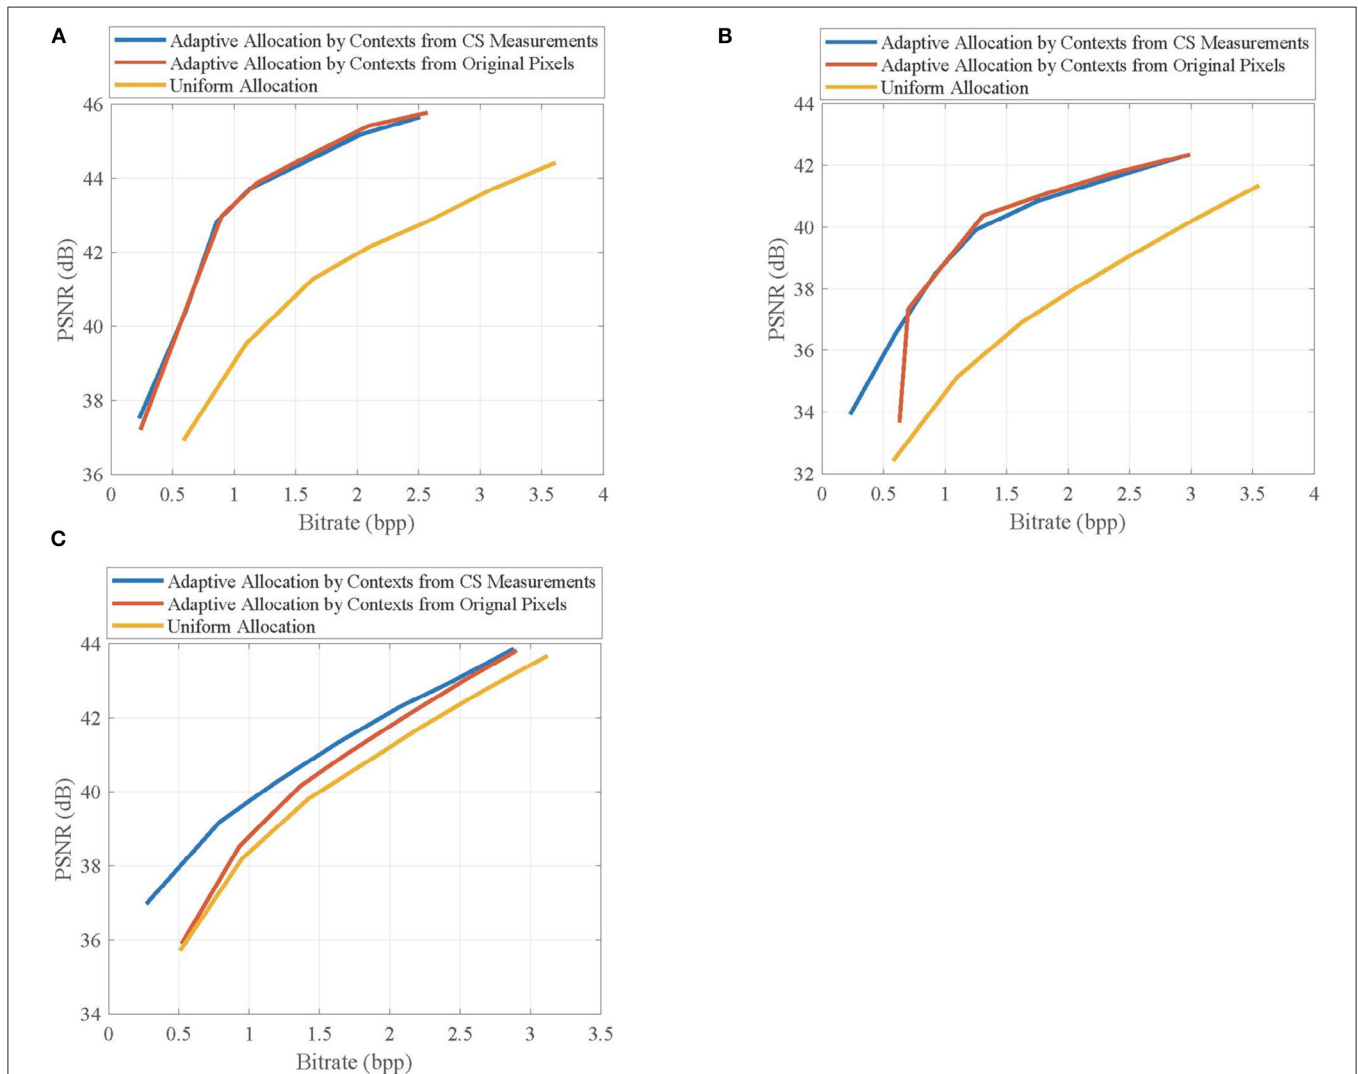 A
Adaptive Allocation by Contexts from CS Measurements
Adaptive Allocation by Contexts from Original Pixels
Uniform Allocation
46
44
42
40
38
36
PSNR (dB)
0 0.5 1 1.5 2 2.5 3 3.5 4
Bitrate (bpp)
B
Adaptive Allocation by Contexts from CS Measurements
Adaptive Allocation by Contexts from Original Pixels
Uniform Allocation
44
42
40
38
36
34
32
PSNR (dB)
0 0.5 1 1.5 2 2.5 3 3.5 4
Bitrate (bpp)
C
Adaptive Allocation by Contexts from CS Measurements
Adaptive Allocation by Contexts from Orignal Pixels
Uniform Allocation
44
42
40
38
36
34
PSNR (dB)
0 0.5 1 1.5 2 2.5 3 3.5
Bitrate (bpp)